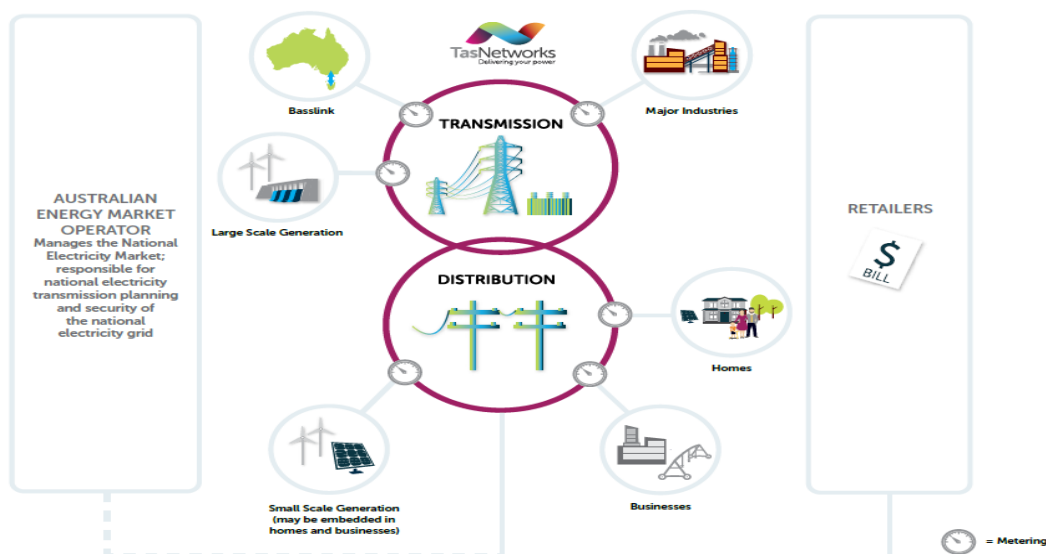 TasNetworks
Delivering your power
Basslink
Major Industries
TRANSMISSION
Large Scale Generation
AUSTRALIAN
ENERGY MARKET
OPERATOR
Manages the National
Electricity Market;
responsible for
national electricity
transmission planning
and security of
the national
electricity grid
RETAILERS
$
BILL
DISTRIBUTION
Homes
Small Scale Generation
(may be embedded in
homes and businesses)
Businesses
= Metering